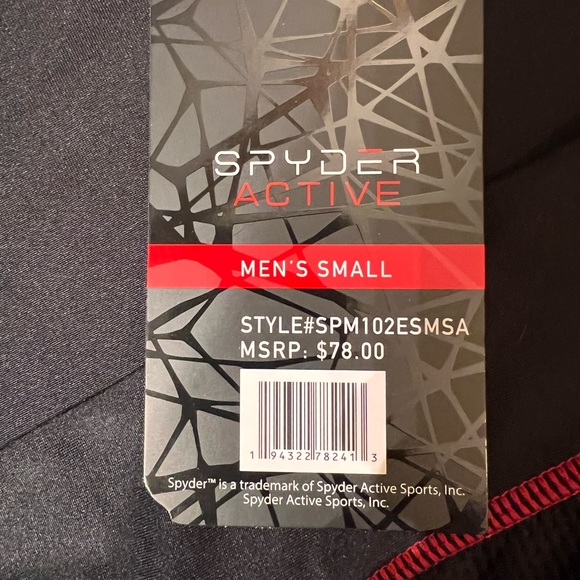 SPYDER
ACTIVE
MEN'S SMALL
STYLE#SPM102ESMSA
MSRP: $78.00
1 94322 78241 3
Spyder™ is a trademark of Spyder Active Sports, Inc.
Spyder Active Sports, Inc.